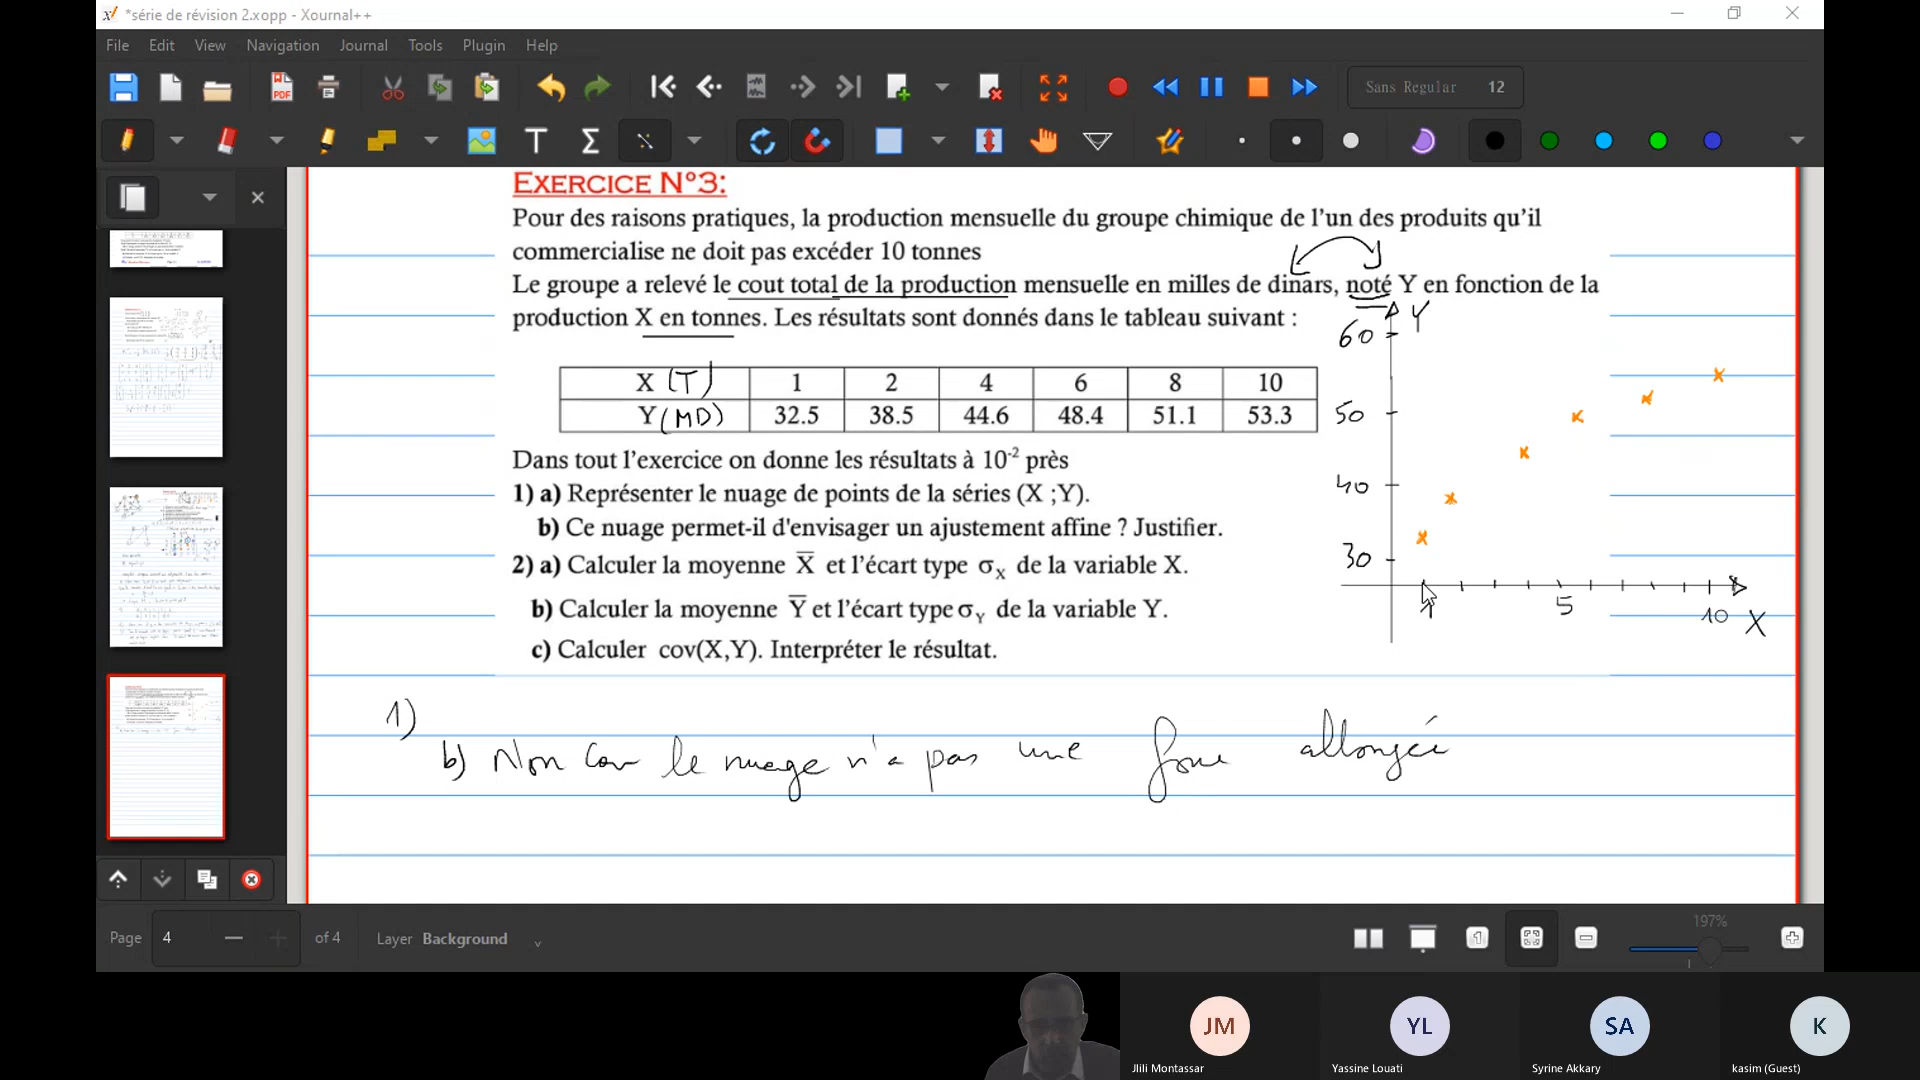 *série de révision 2.xopp - Xournal++
File Edit View Navigation Journal Tools Plugin Help
Sans Regular 12
EXERCICE N°3:
Pour des raisons pratiques, la production mensuelle du groupe chimique de l'un des produits qu'il
commercialise ne doit pas excéder 10 tonnes
Le groupe a relevé le cout total de la production mensuelle en milles de dinars, noté Y en fonction de la
production X en tonnes. Les résultats sont donnés dans le tableau suivant :
X (T) 1 2 4 6 8 10
Y (MD) 32.5 38.5 44.6 48.4 51.1 53.3
Dans tout l'exercice on donne les résultats à 10⁻² près
1) a) Représenter le nuage de points de la séries (X ;Y).
b) Ce nuage permet-il d'envisager un ajustement affine ? Justifier.
2) a) Calculer la moyenne X̅ et l'écart type σX de la variable X.
b) Calculer la moyenne Y̅ et l'écart type σY de la variable Y.
c) Calculer cov(X,Y). Interpréter le résultat.
Y
60
50
40
30
1 5 10 X
1)
b) Non car le nuage n'a pas une forme allongée
Page 4 of 4 Layer Background
197%
JM YL SA K
Jlili Montassar Yassine Louati Syrine Akkary kasim (Guest)